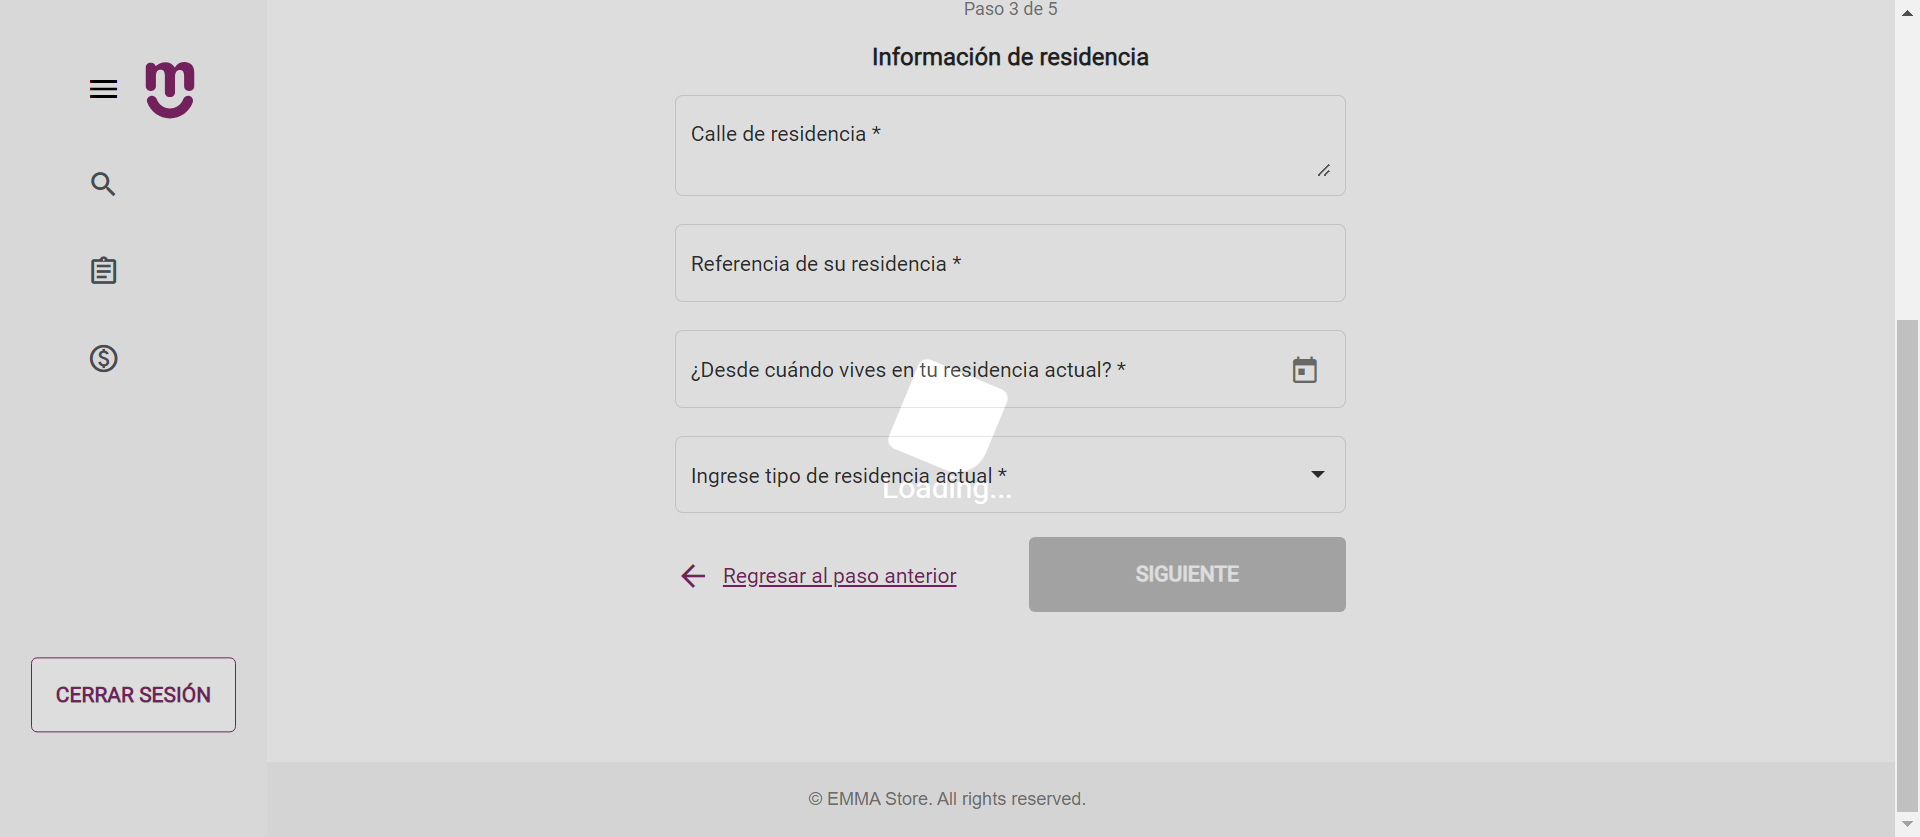 Paso 3 de 5
Información de residencia
Calle de residencia *
Referencia de su residencia *
¿Desde cuándo vives en tu residencia actual? *
Ingrese tipo de residencia actual *
Loading...
Regresar al paso anterior
SIGUIENTE
CERRAR SESIÓN
© EMMA Store. All rights reserved.